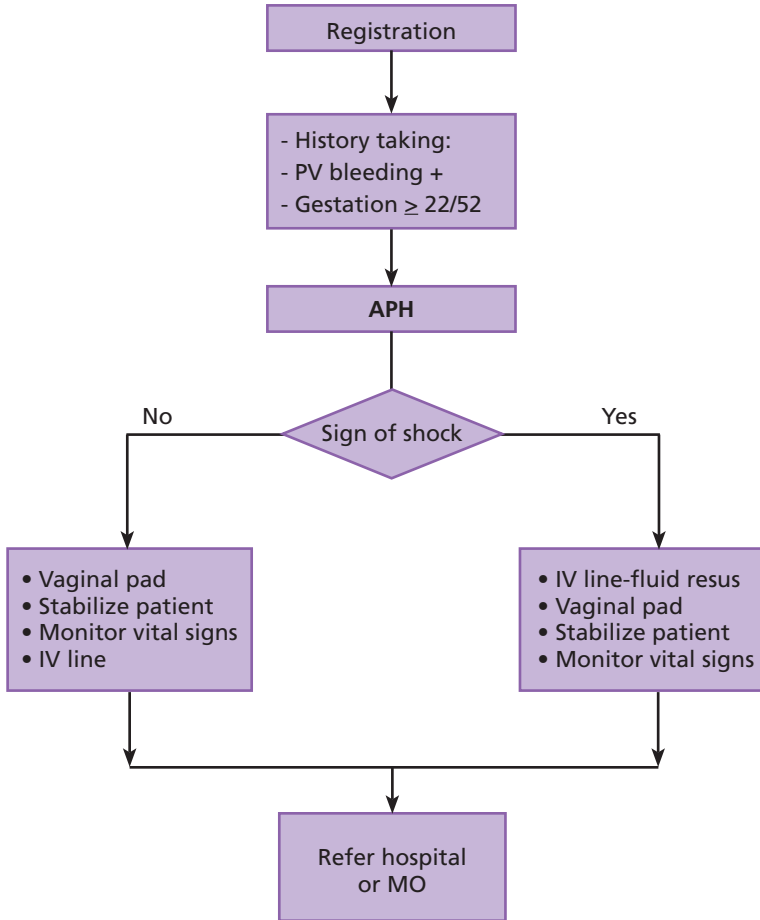 Registration
- History taking:
- PV bleeding +
- Gestation ≥ 22/52
APH
Sign of shock
No
Yes
• Vaginal pad
• Stabilize patient
• Monitor vital signs
• IV line
• IV line-fluid resus
• Vaginal pad
• Stabilize patient
• Monitor vital signs
Refer hospital
or MO